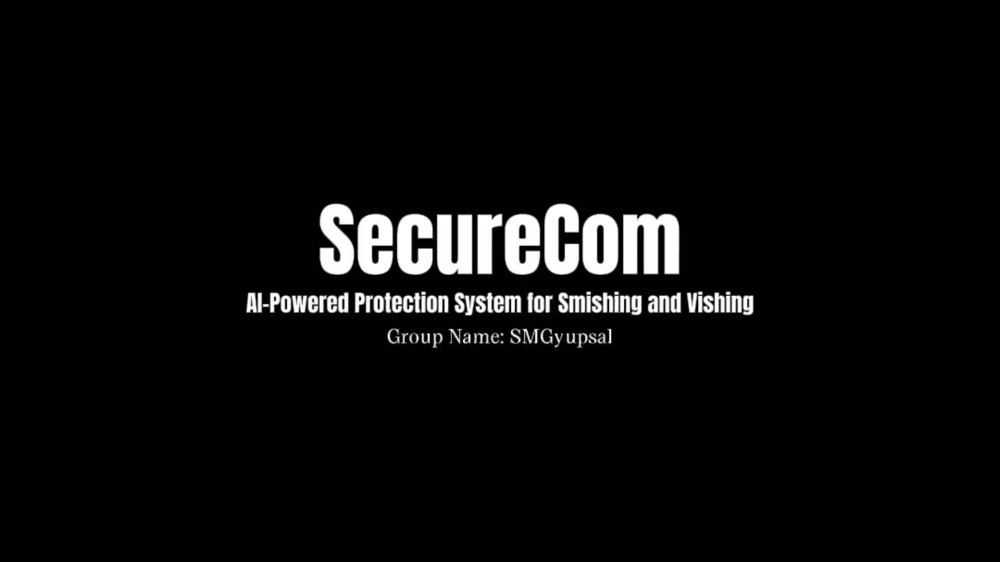 SecureCom
AI-Powered Protection System for Smishing and Vishing
Group Name: SMGyupsal